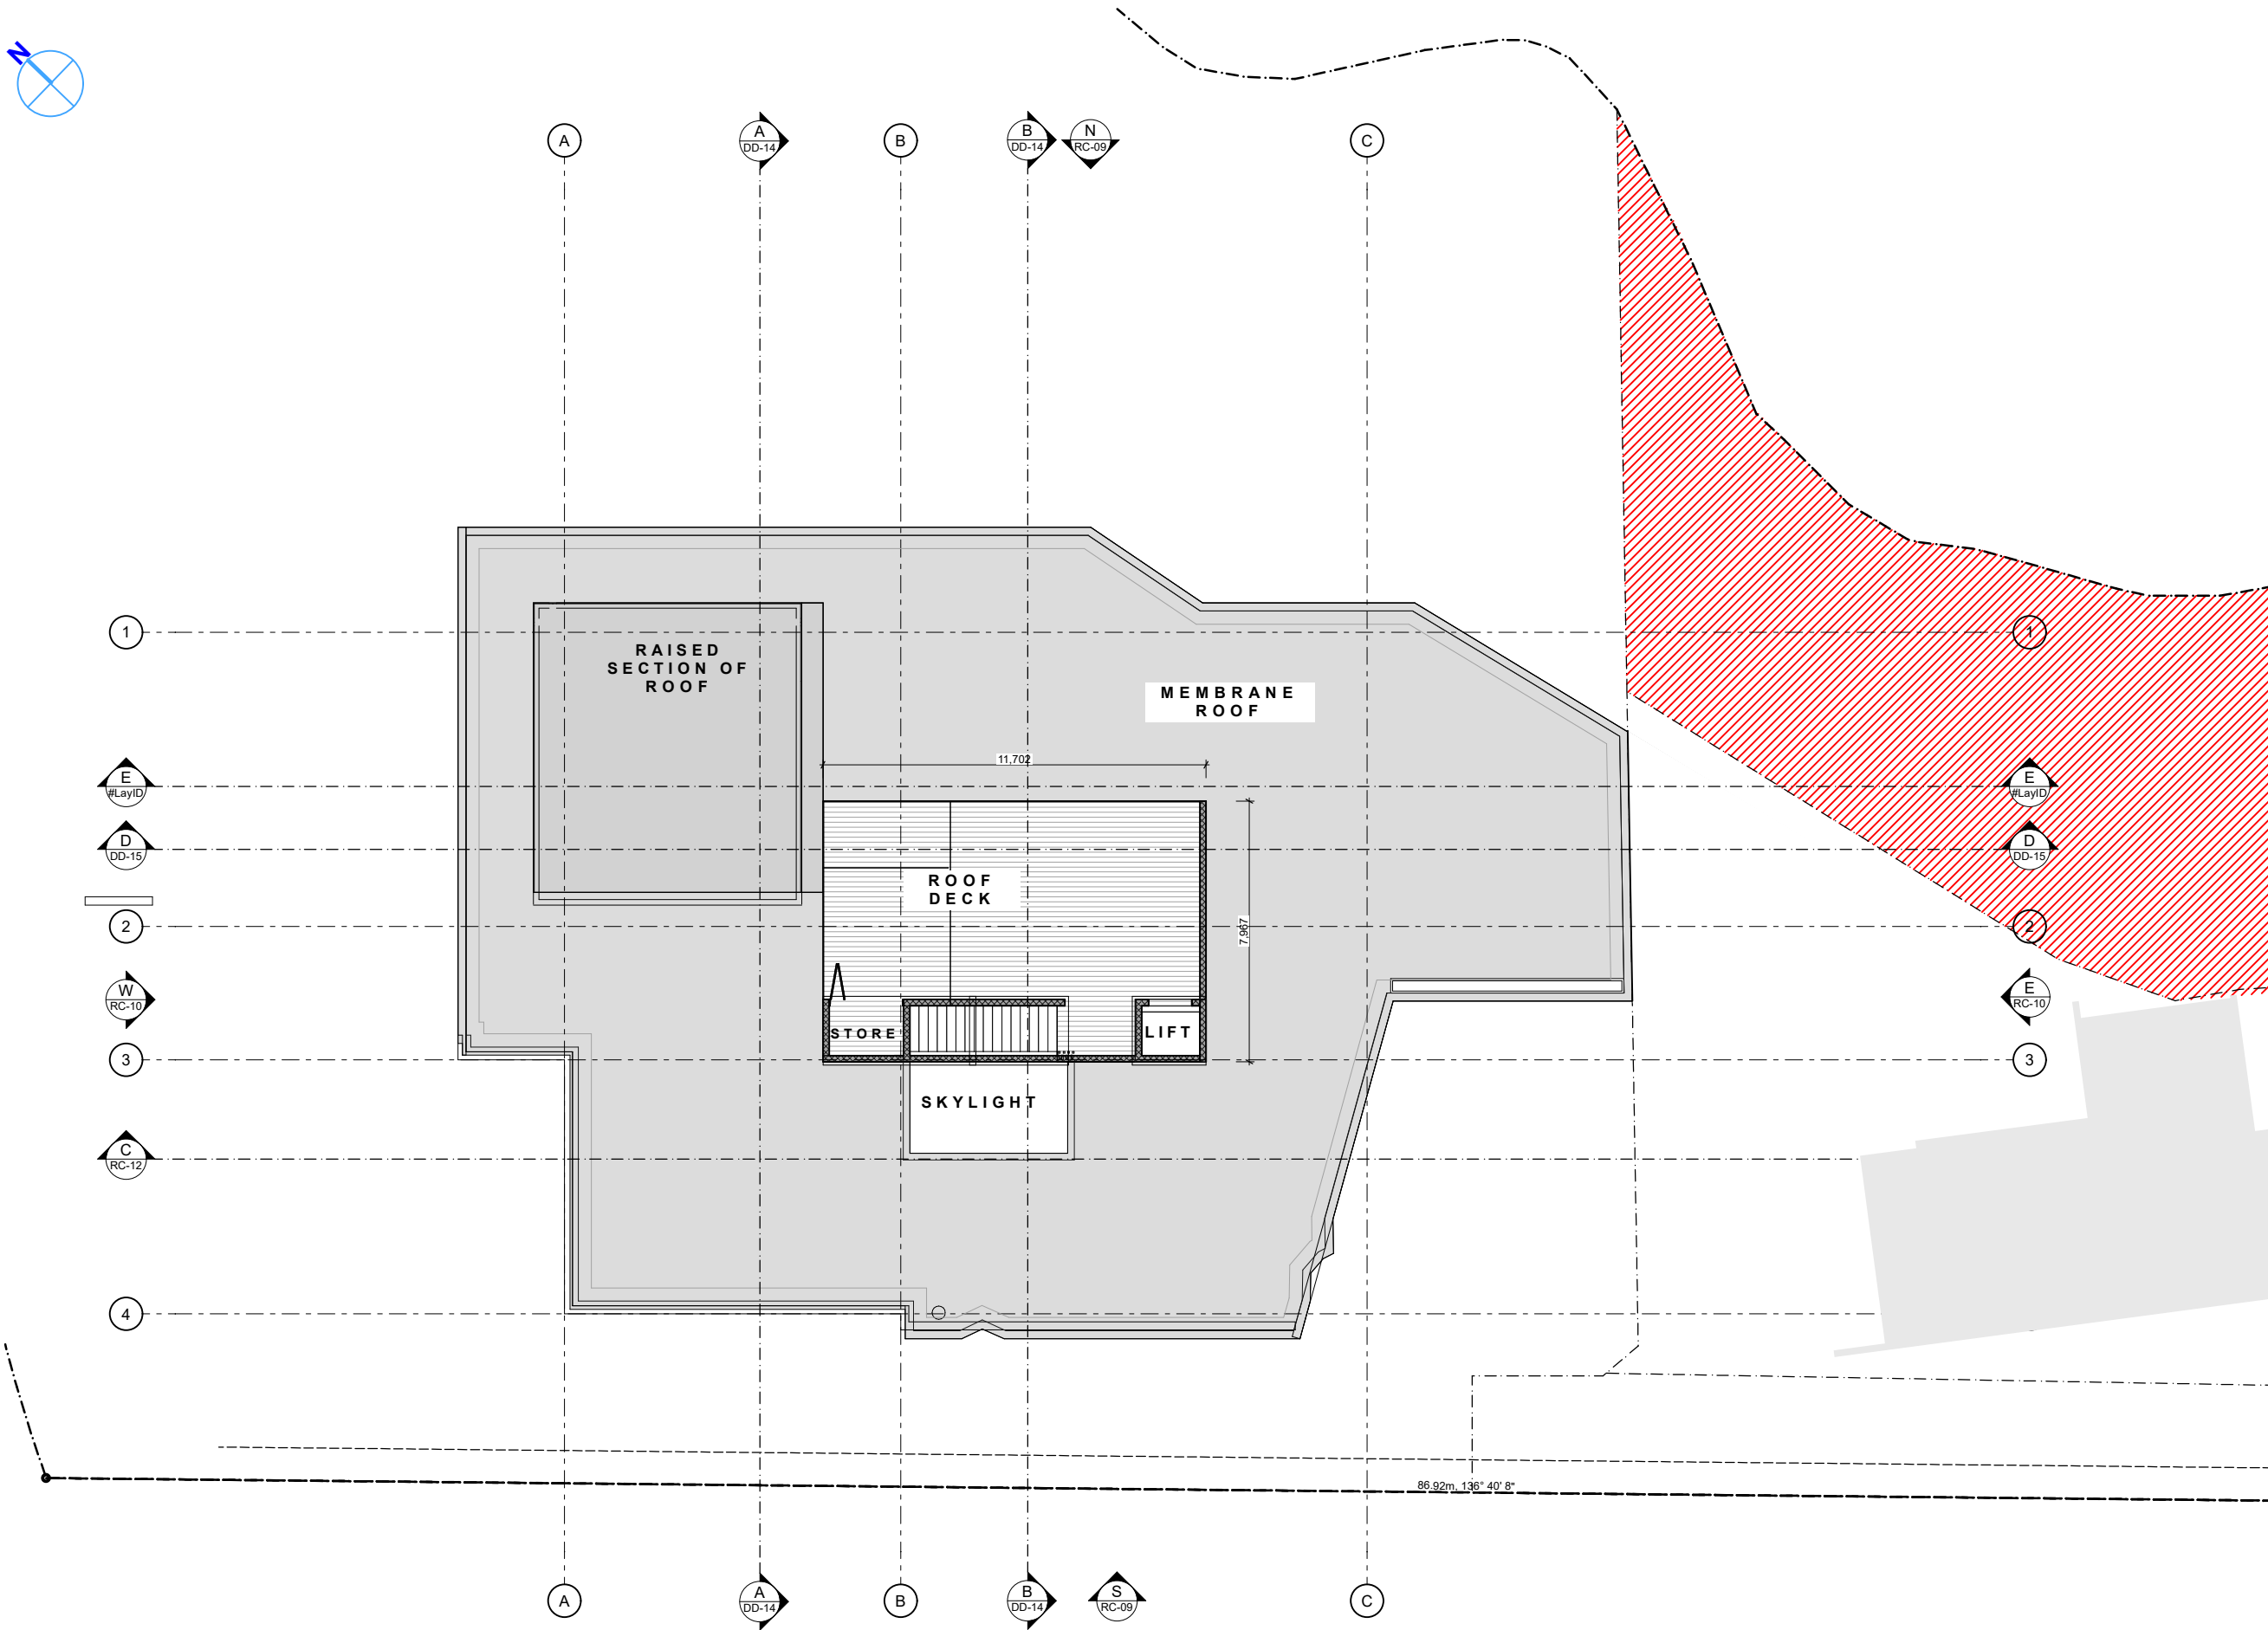 N
A
A
DD-14
B
B
DD-14
N
RC-09
C
1
RAISED
SECTION OF
ROOF
MEMBRANE
ROOF
1
11,702
E
#LayID
E
#LayID
D
DD-15
D
DD-15
ROOF
DECK
2
7,967
2
W
RC-10
E
RC-10
STORE
LIFT
3
3
SKYLIGHT
C
RC-12
4
86.92m, 136° 40' 8"
A
A
DD-14
B
B
DD-14
S
RC-09
C